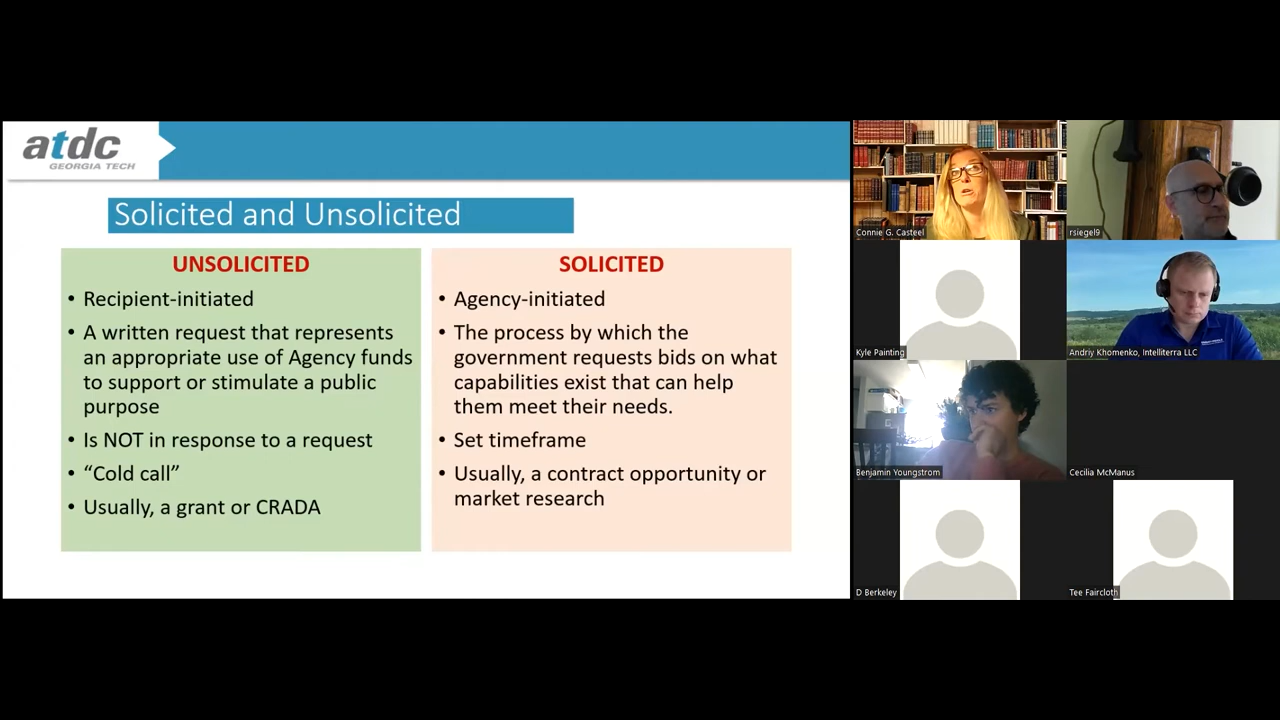 atdc
GEORGIA TECH
Solicited and Unsolicited
UNSOLICITED
• Recipient-initiated
• A written request that represents
an appropriate use of Agency funds
to support or stimulate a public
purpose
• Is NOT in response to a request
• “Cold call”
• Usually, a grant or CRADA
SOLICITED
• Agency-initiated
• The process by which the
government requests bids on what
capabilities exist that can help
them meet their needs.
• Set timeframe
• Usually, a contract opportunity or
market research
Connie G. Casteel
rsiegel9
Kyle Painting
Andriy Khomenko, Intelliterra LLC
Benjamin Youngstrom
Cecilia McManus
D Berkeley
Tee Faircloth